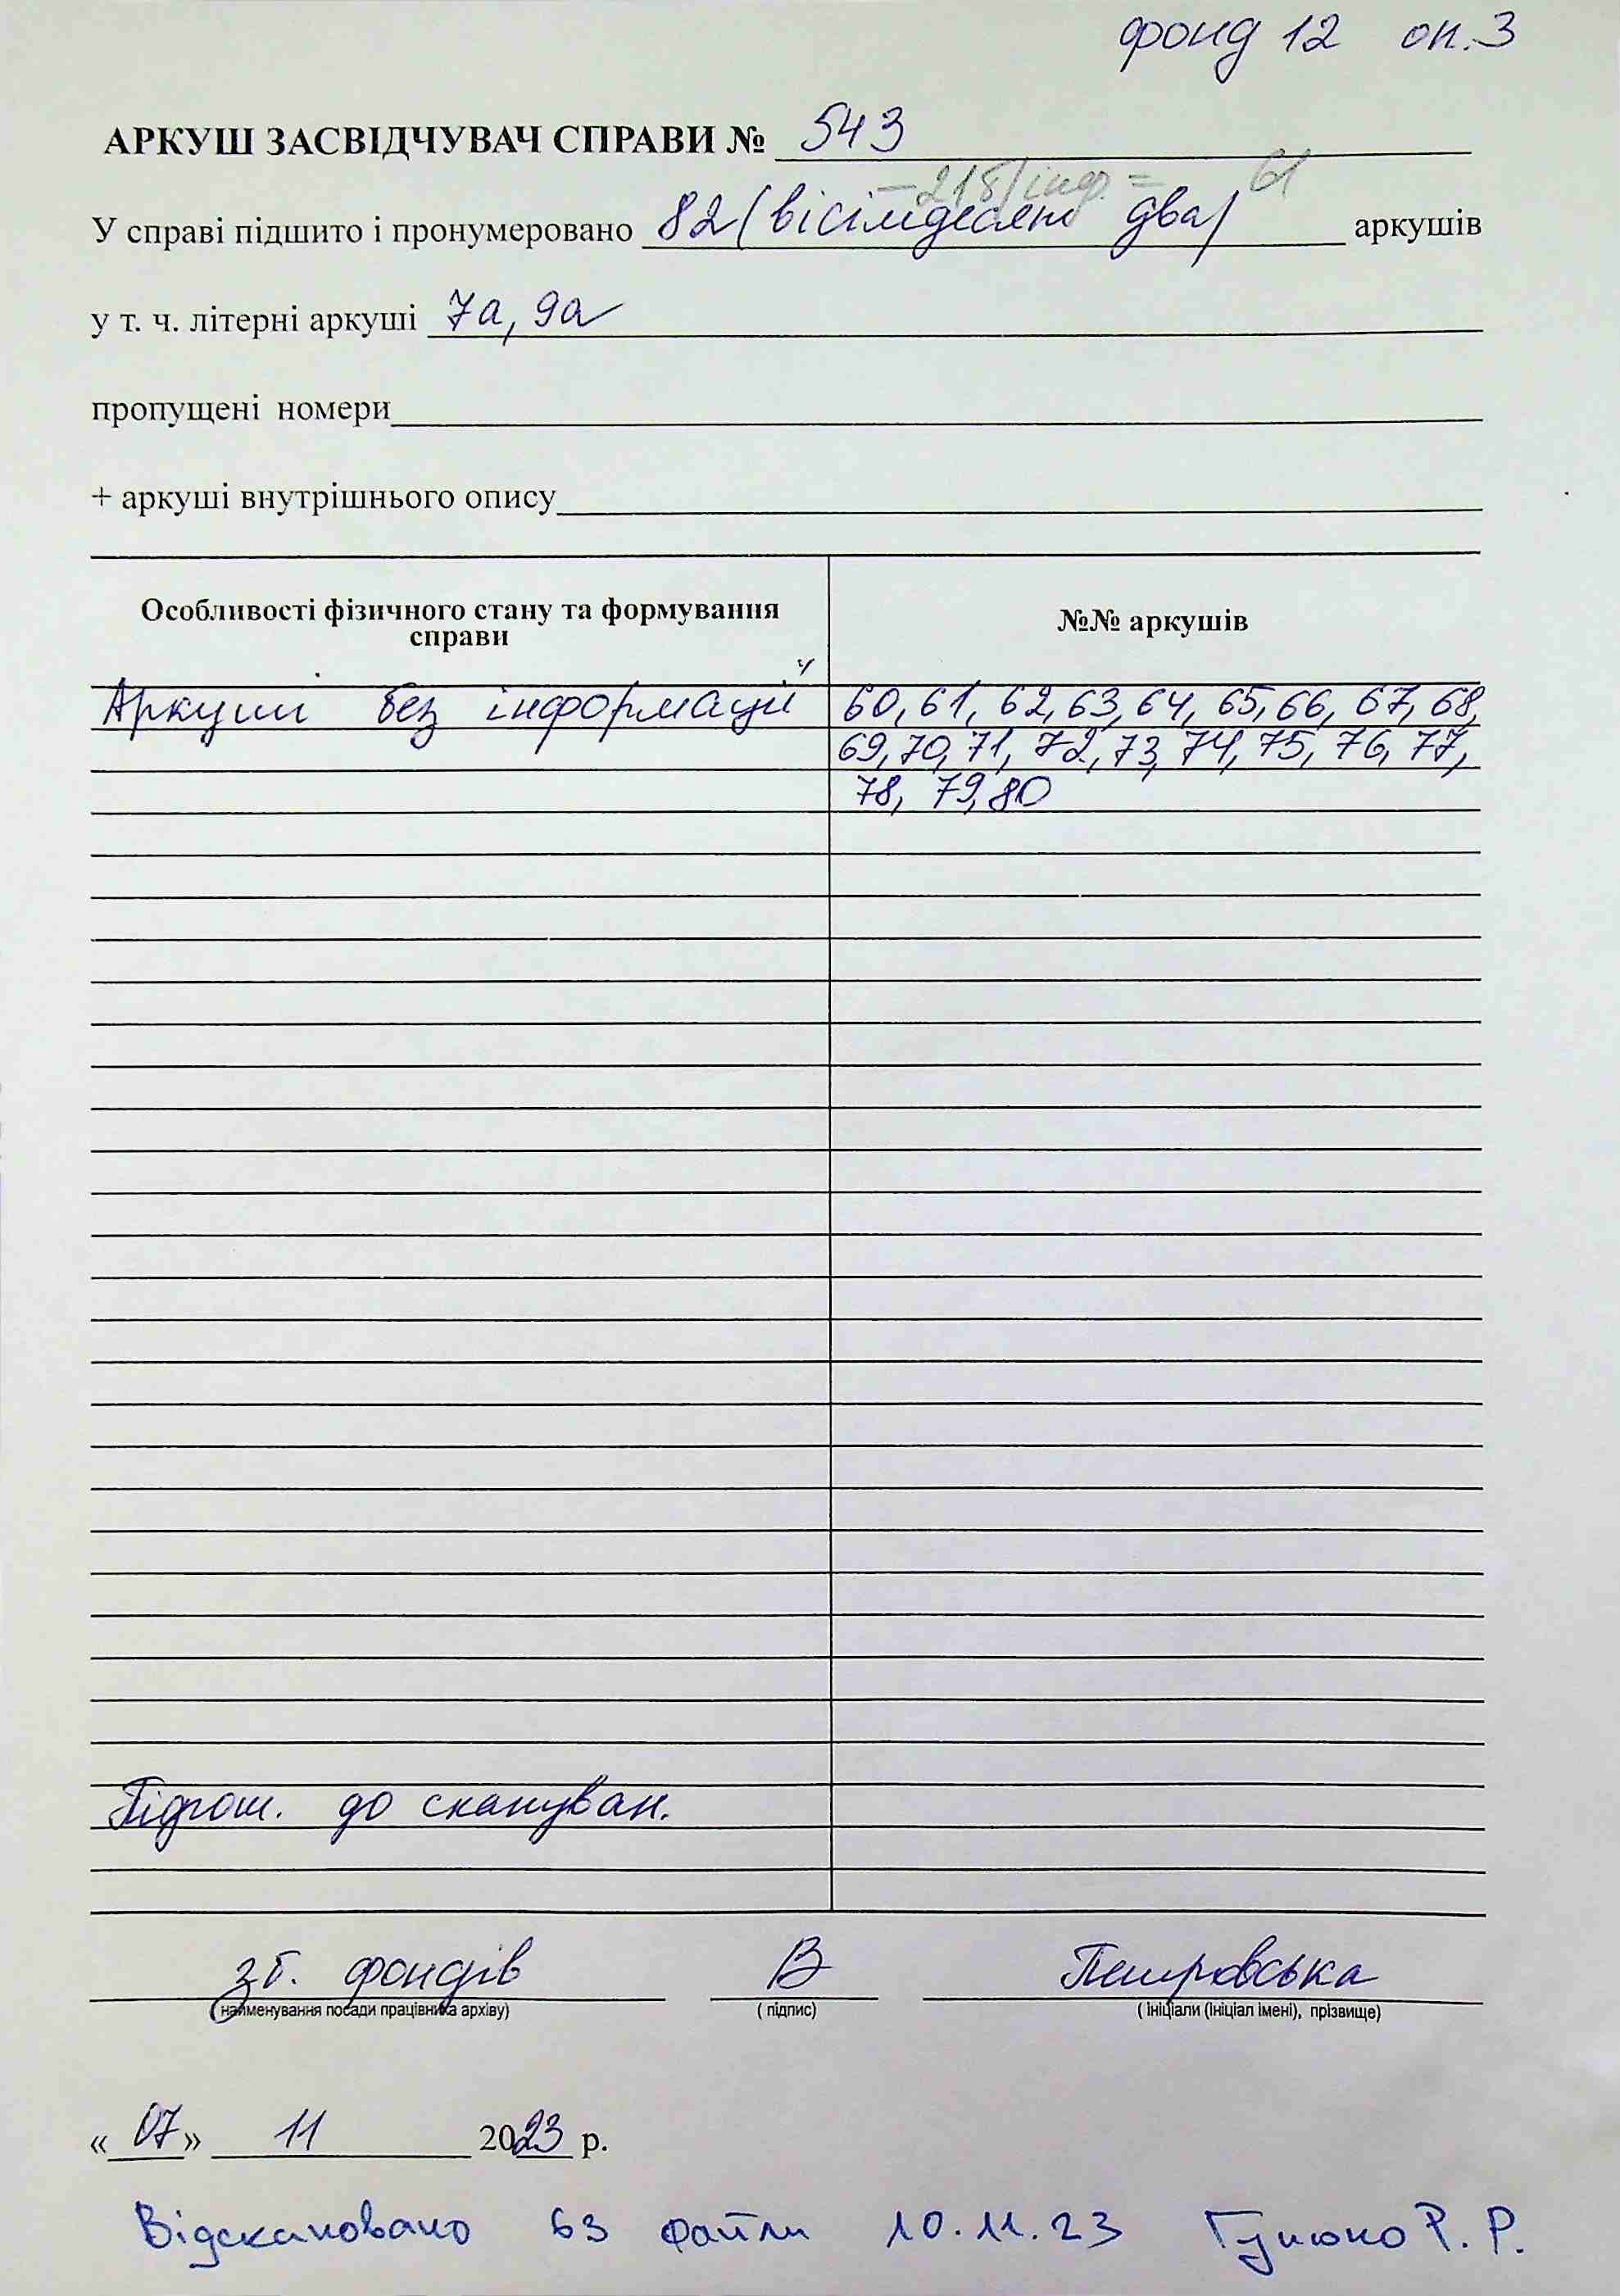 фонд 12 оп.3
АРКУШ ЗАСВІДЧУВАЧ СПРАВИ № 543
– 21 б/інф. = 61
У справі підшито і пронумеровано 82 (вісімдесят два) аркушів
у т. ч. літерні аркуші 7а, 9а
пропущені номери
+ аркуші внутрішнього опису
Особливості фізичного стану та формування справи
№№ аркушів
Аркуші без інформації
60, 61, 62, 63, 64, 65, 66, 67, 68,
69, 70, 71, 72, 73, 74, 75, 76, 77,
78, 79, 80
Підгот. до скануван.
зб. фондів В Петровська
( найменування посади працівника архіву) ( підпис) ( ініціали (ініціал імені), прізвище)
« 07 » 11 2023 р.
Відскановано 63 файли 10.11.23 Р. Р.